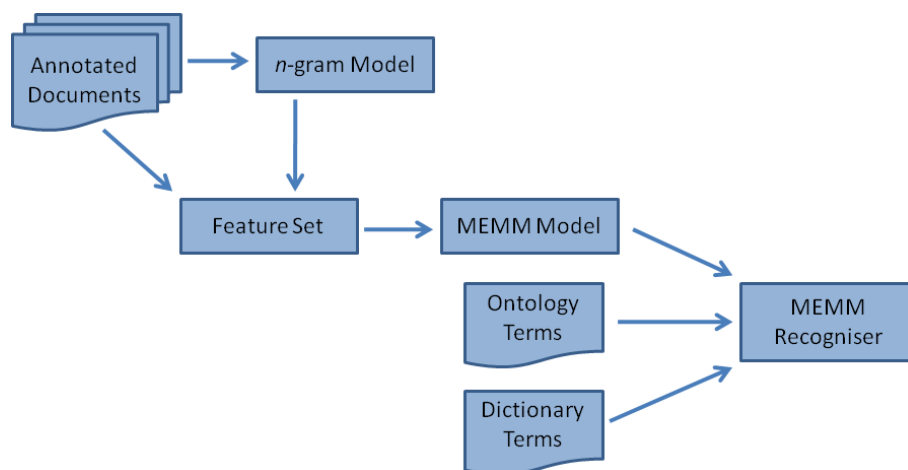 Annotated
Documents
n-gram Model
Feature Set
MEMM Model
Ontology
Terms
MEMM
Recogniser
Dictionary
Terms